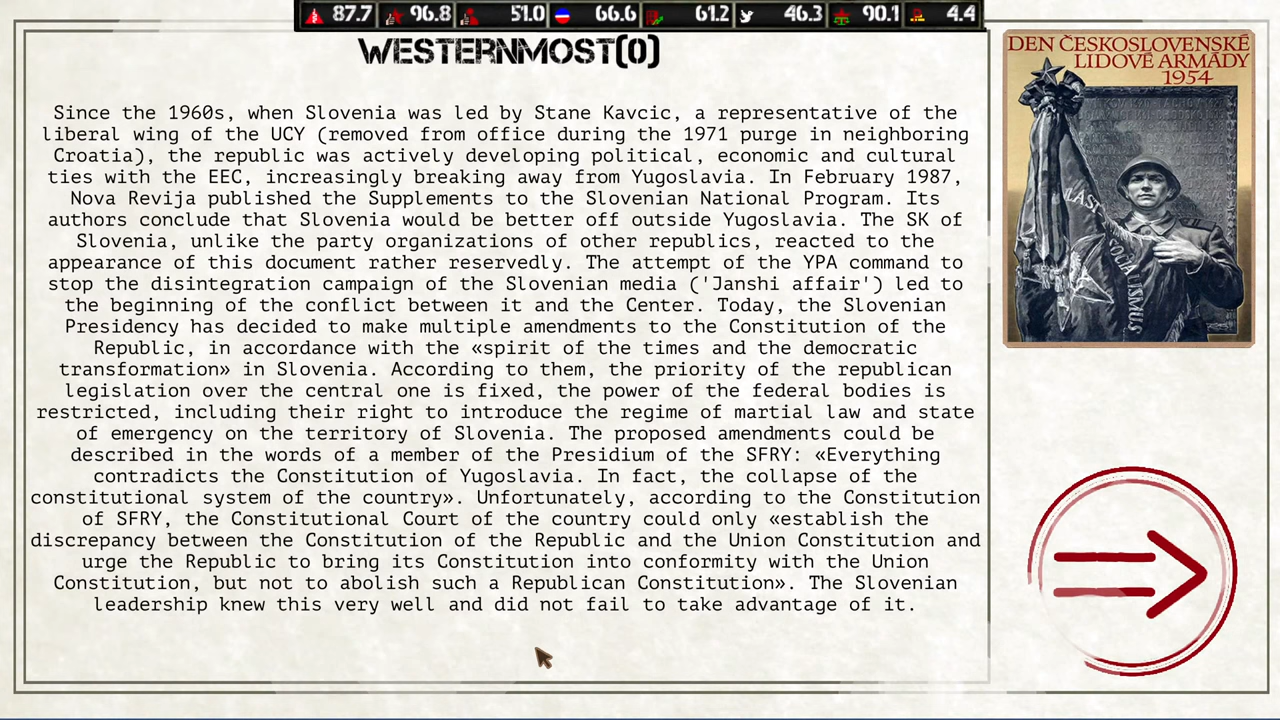 87.7 96.8 51.0 66.6 61.2 46.3 90.1 4.4
WESTERNMOST(0)
Since the 1960s, when Slovenia was led by Stane Kavcic, a representative of the
liberal wing of the UCY (removed from office during the 1971 purge in neighboring
Croatia), the republic was actively developing political, economic and cultural
ties with the EEC, increasingly breaking away from Yugoslavia. In February 1987,
Nova Revija published the Supplements to the Slovenian National Program. Its
authors conclude that Slovenia would be better off outside Yugoslavia. The SK of
Slovenia, unlike the party organizations of other republics, reacted to the
appearance of this document rather reservedly. The attempt of the YPA command to
stop the disintegration campaign of the Slovenian media ('Janshi affair') led to
the beginning of the conflict between it and the Center. Today, the Slovenian
Presidency has decided to make multiple amendments to the Constitution of the
Republic, in accordance with the «spirit of the times and the democratic
transformation» in Slovenia. According to them, the priority of the republican
legislation over the central one is fixed, the power of the federal bodies is
restricted, including their right to introduce the regime of martial law and state
of emergency on the territory of Slovenia. The proposed amendments could be
described in the words of a member of the Presidium of the SFRY: «Everything
contradicts the Constitution of Yugoslavia. In fact, the collapse of the
constitutional system of the country». Unfortunately, according to the Constitution
of SFRY, the Constitutional Court of the country could only «establish the
discrepancy between the Constitution of the Republic and the Union Constitution and
urge the Republic to bring its Constitution into conformity with the Union
Constitution, but not to abolish such a Republican Constitution». The Slovenian
leadership knew this very well and did not fail to take advantage of it.
DEN ČESKOSLOVENSKÉ
LIDOVÉ ARMÁDY
1954
VLAST
SOCIALISMUS